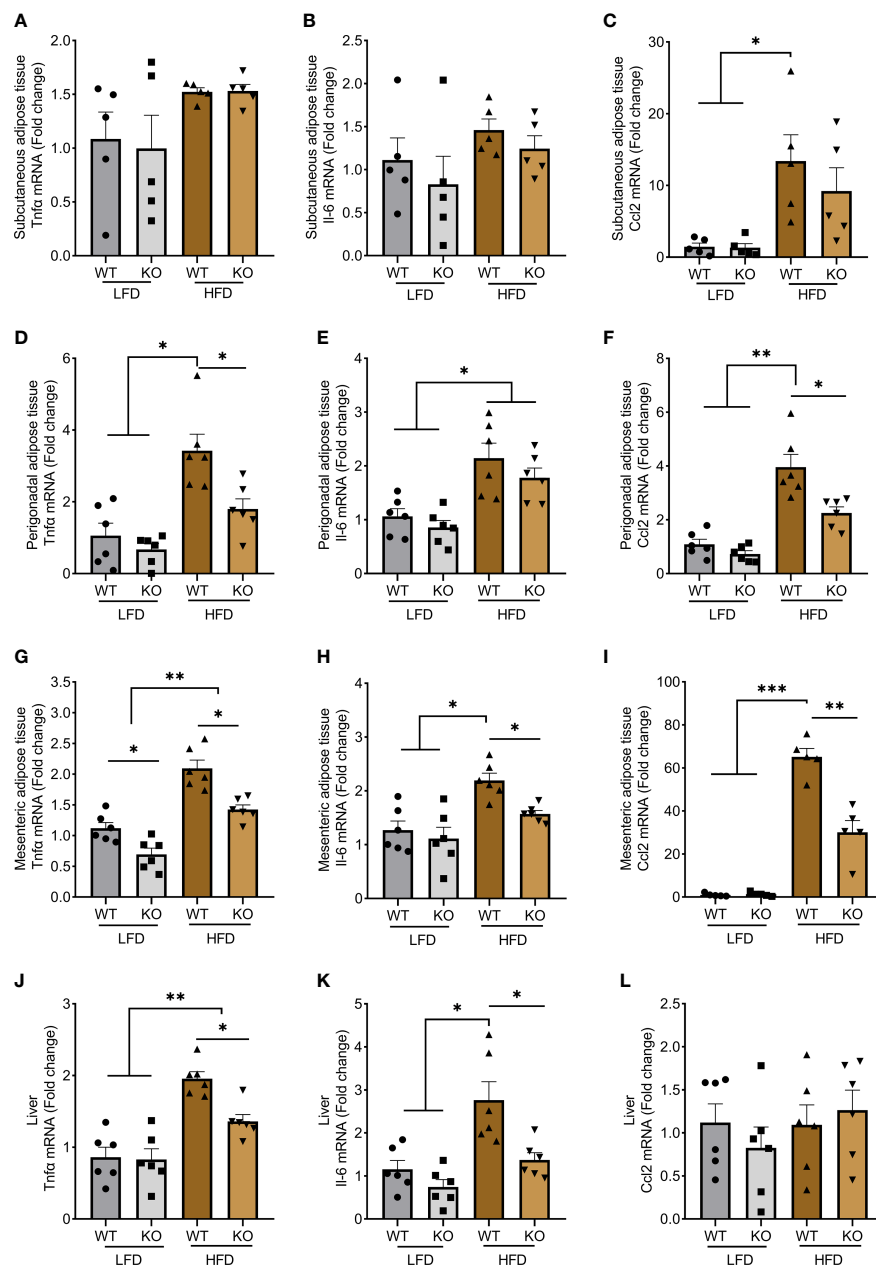 A
Subcutaneous adipose tissue
Tnfα mRNA (Fold change)
2.0
1.5
1.0
0.5
0.0
WT KO WT KO
LFD HFD
B
Subcutaneous adipose tissue
Il-6 mRNA (Fold change)
2.5
2.0
1.5
1.0
0.5
0.0
WT KO WT KO
LFD HFD
C
Subcutaneous adipose tissue
Ccl2 mRNA (Fold change)
30
20
10
0
*
WT KO WT KO
LFD HFD
D
Perigonadal adipose tissue
Tnfα mRNA (Fold change)
6
4
2
0
* *
WT KO WT KO
LFD HFD
E
Perigonadal adipose tissue
Il-6 mRNA (Fold change)
4
3
2
1
0
*
WT KO WT KO
LFD HFD
F
Perigonadal adipose tissue
Ccl2 mRNA (Fold change)
8
6
4
2
0
**
*
WT KO WT KO
LFD HFD
G
Mesenteric adipose tissue
Tnfα mRNA (Fold change)
3.5
3.0
2.5
2.0
1.5
1.0
0.5
0.0
**
*
*
WT KO WT KO
LFD HFD
H
Mesenteric adipose tissue
Il-6 mRNA (Fold change)
4
3
2
1
0
*
*
WT KO WT KO
LFD HFD
I
Mesenteric adipose tissue
Ccl2 mRNA (Fold change)
100
80
60
40
20
0
***
**
WT KO WT KO
LFD HFD
J
Liver
Tnfα mRNA (Fold change)
3
2
1
0
**
*
WT KO WT KO
LFD HFD
K
Liver
Il-6 mRNA (Fold change)
5
4
3
2
1
0
* *
WT KO WT KO
LFD HFD
L
Liver
Ccl2 mRNA (Fold change)
2.5
2.0
1.5
1.0
0.5
0.0
WT KO WT KO
LFD HFD